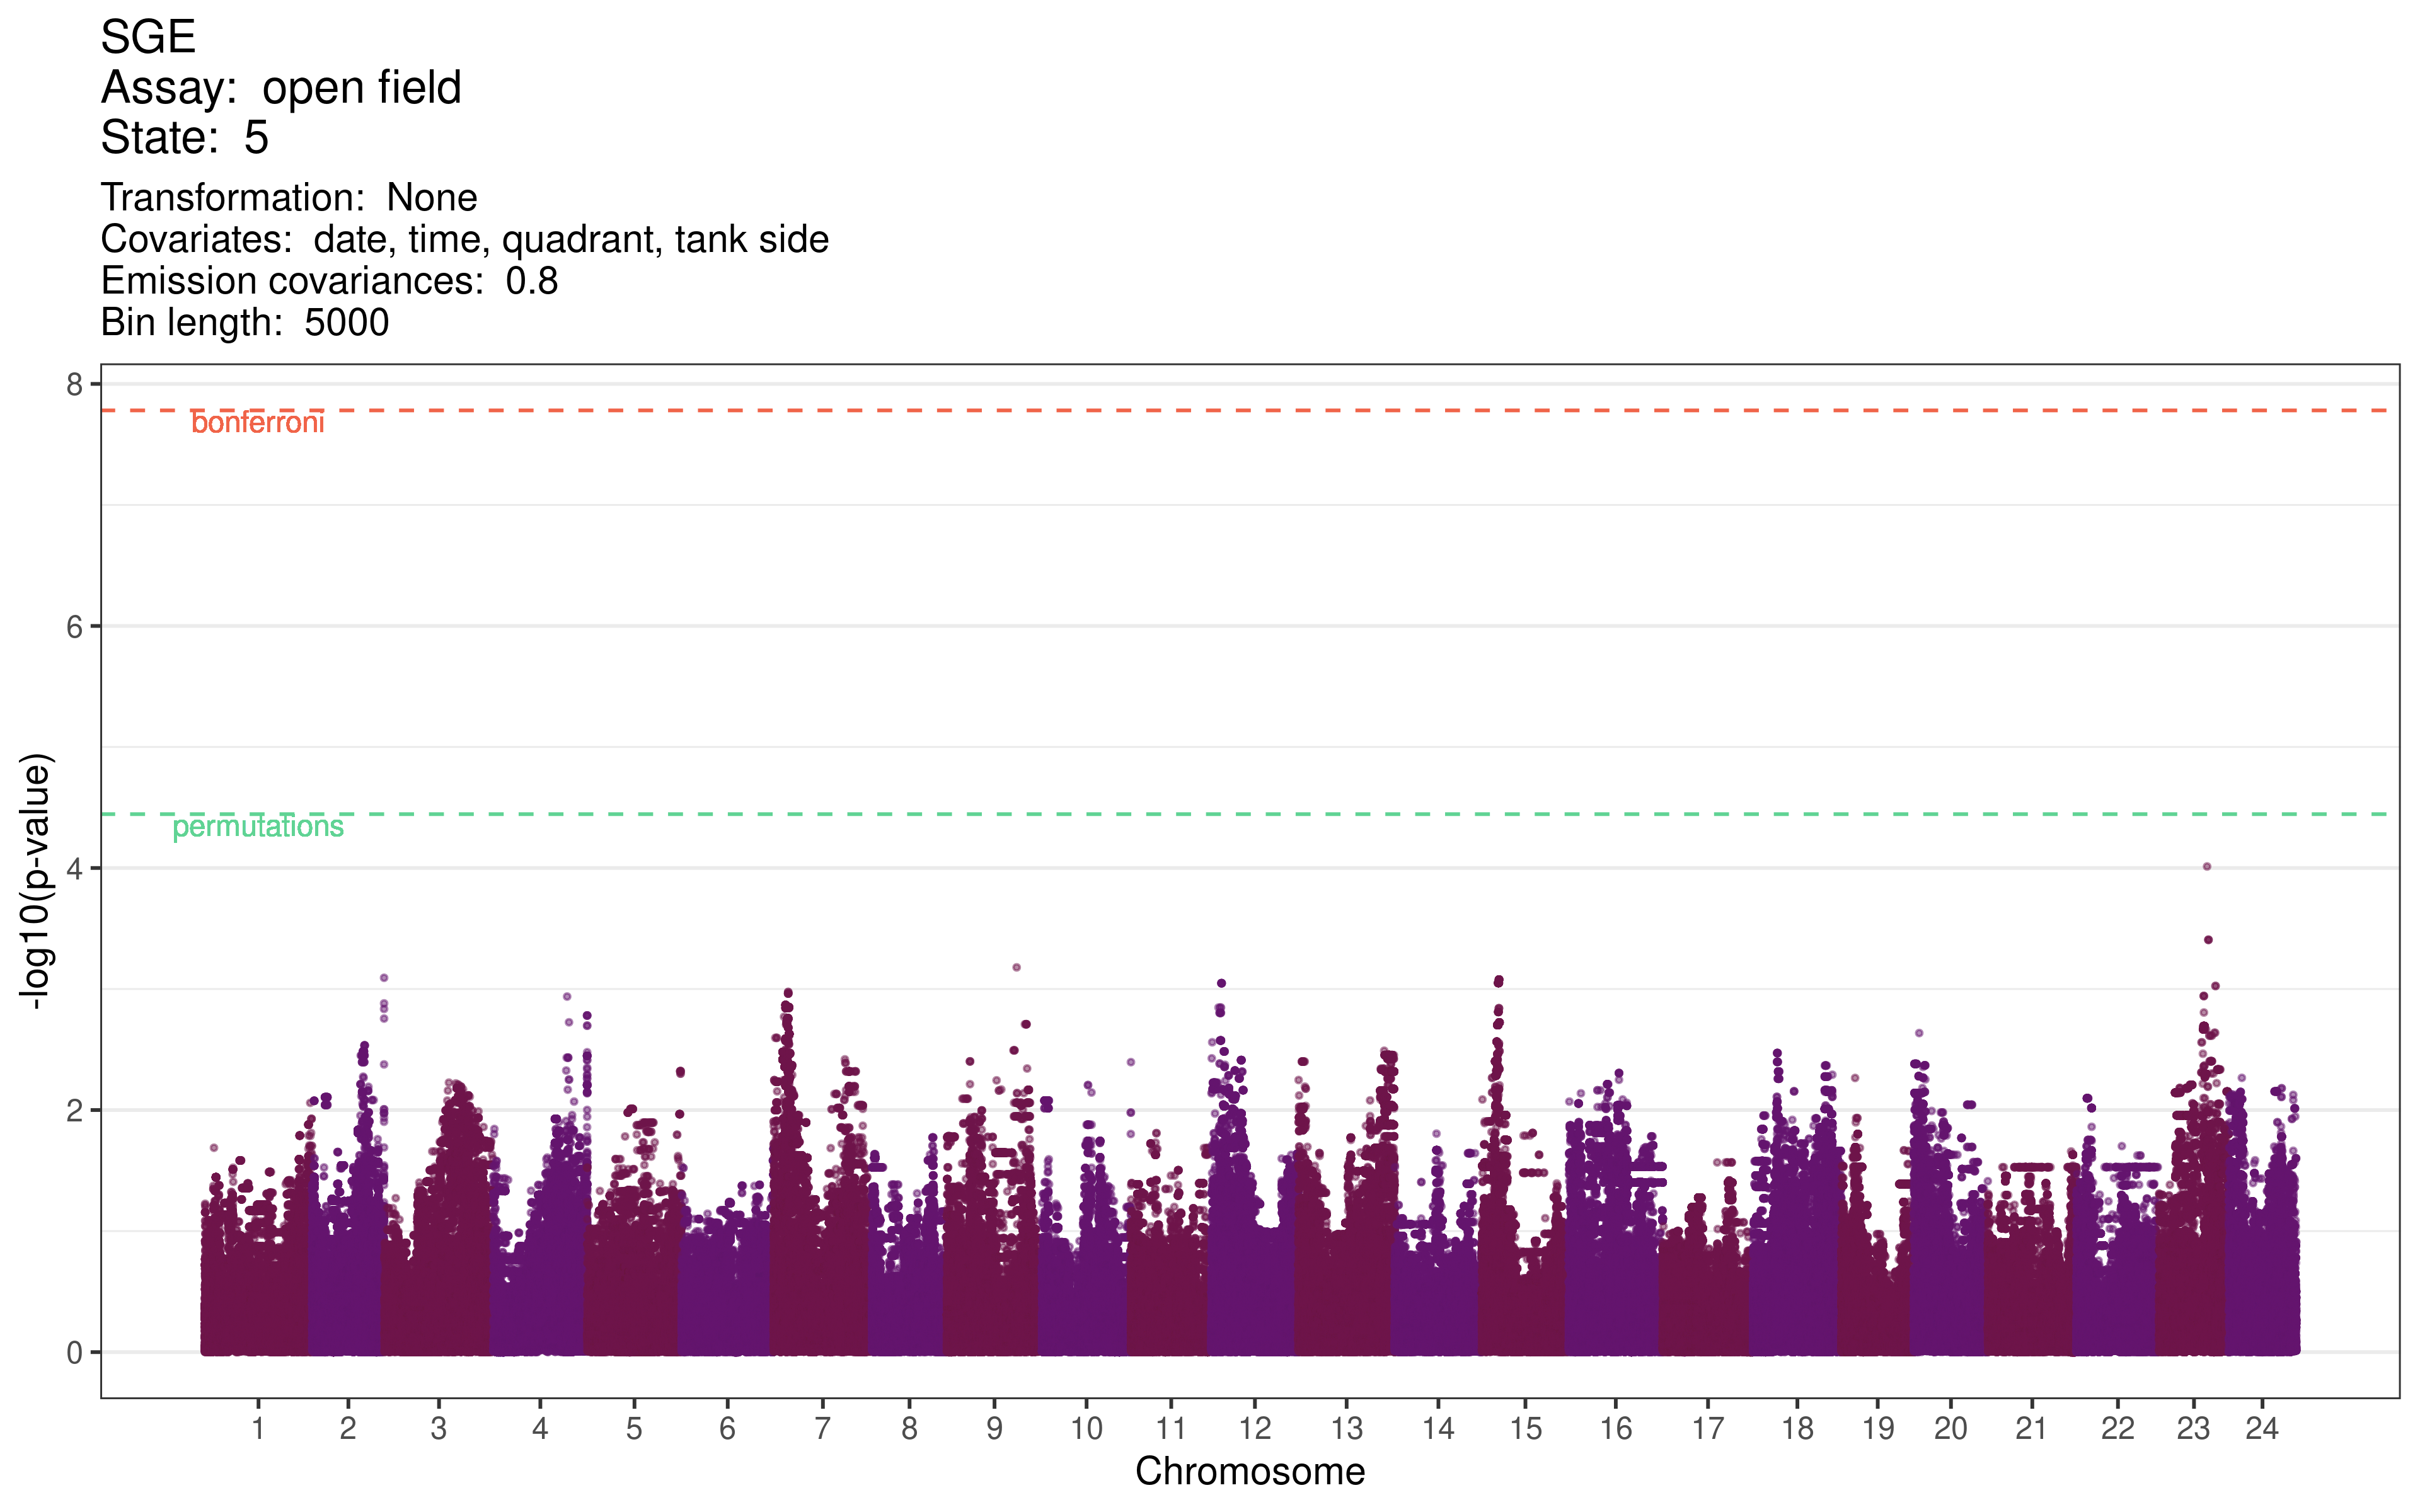 SGE
Assay:  open field
State:  5
Transformation:  None
Covariates:  date, time, quadrant, tank side
Emission covariances:  0.8
Bin length:  5000
8
bonferroni
6
permutations
4
2
0
-log10(p-value)
1 2 3 4 5 6 7 8 9 10 11 12 13 14 15 16 17 18 19 20 21 22 23 24
Chromosome